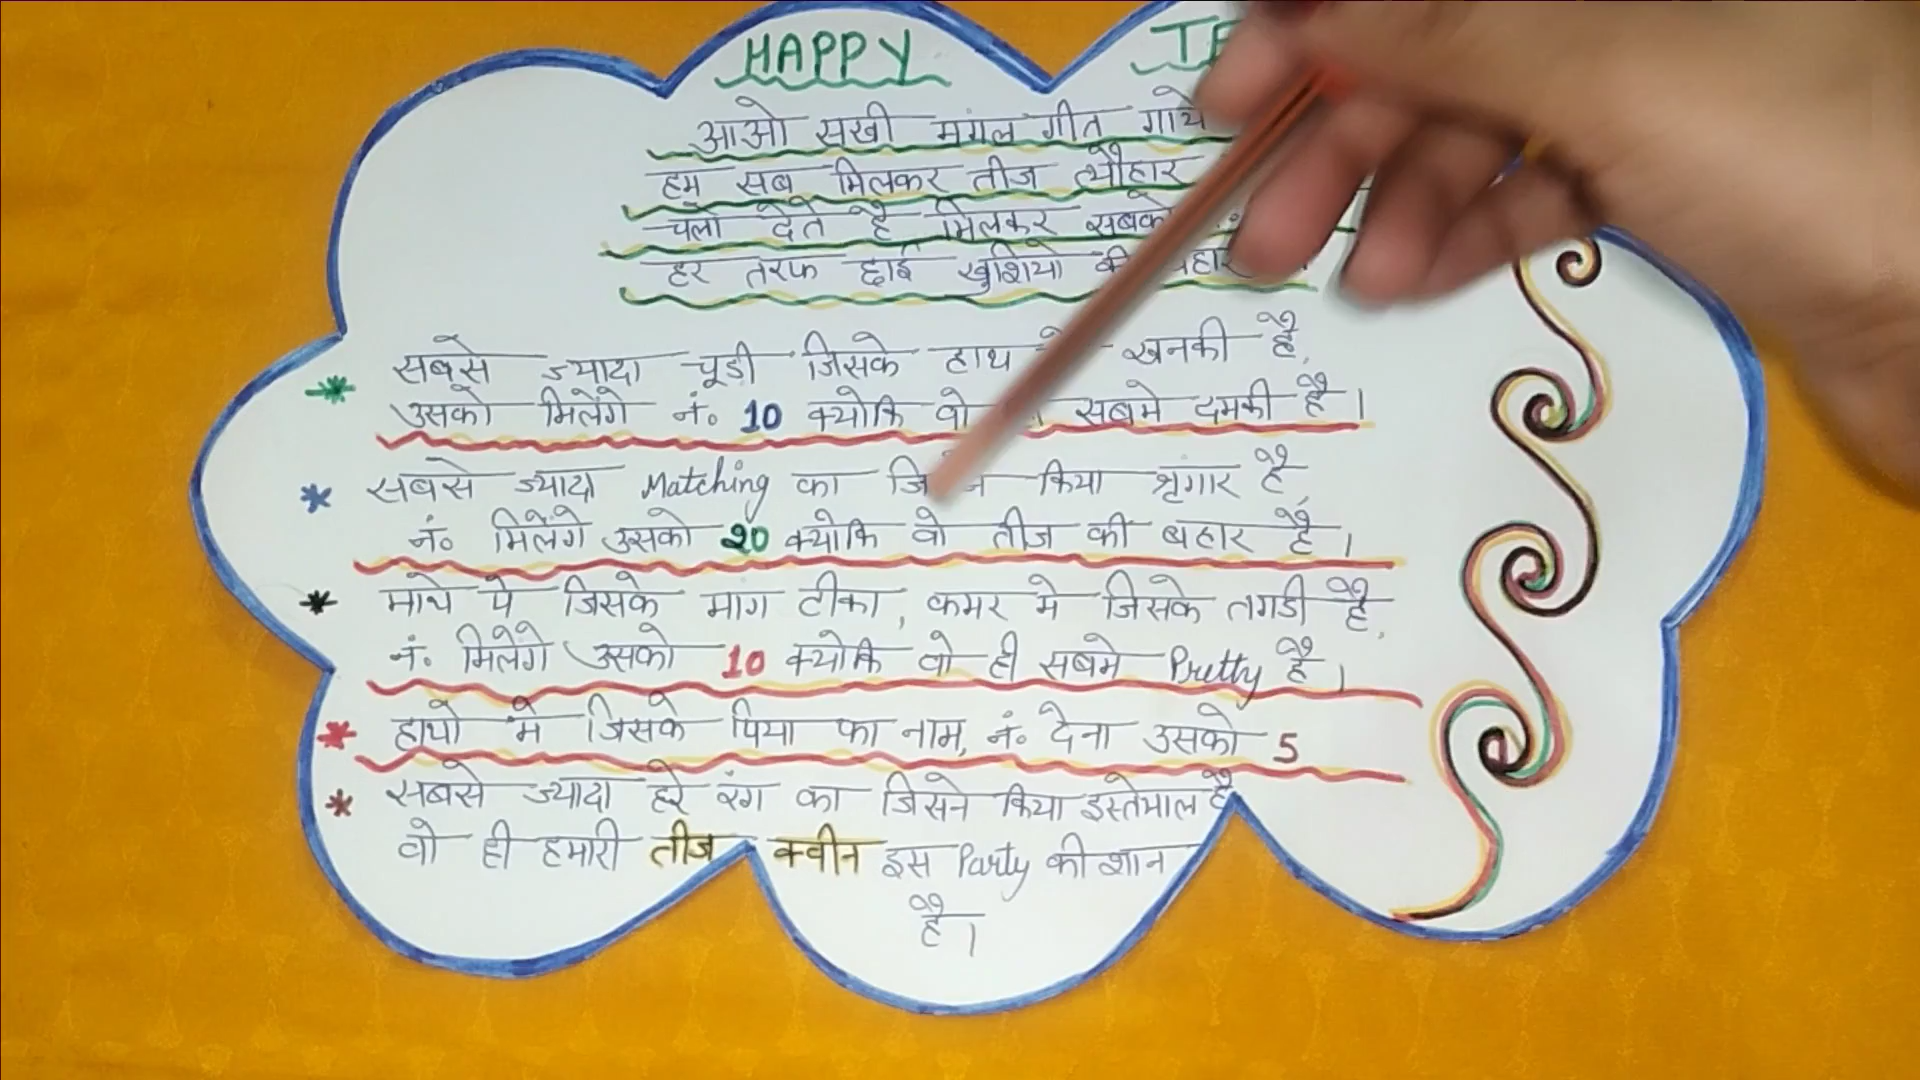 HAPPY
आओ सखी मंगल गीत गाये
हम सब मिलकर तीज त्यौहार
चलो देते है मिलकर सबको
हर तरफ छाई खुशियो की
सबसे ज्यादा चूडी जिसके हाथ खनकी है,
उसको मिलेंगे नं॰ 10 क्योकि वो सबमे दमकी है।
सबसे ज्यादा Matching का किया श्रृंगार है,
नं॰ मिलेंगे उसको 20 क्योकि वो तीज की बहार है।
माथे पे जिसके मांग टीका, कमर मे जिसके तगडी है,
नं. मिलेंगे उसको 10 क्योकि वो ही सबमे Pretty है।
हाथो मे जिसके पिया का नाम, नं. देना उसको 5
सबसे ज्यादा हरे रंग का जिसने किया इस्तेमाल है
वो ही हमारी तीज क्वीन इस Party की शान
है।